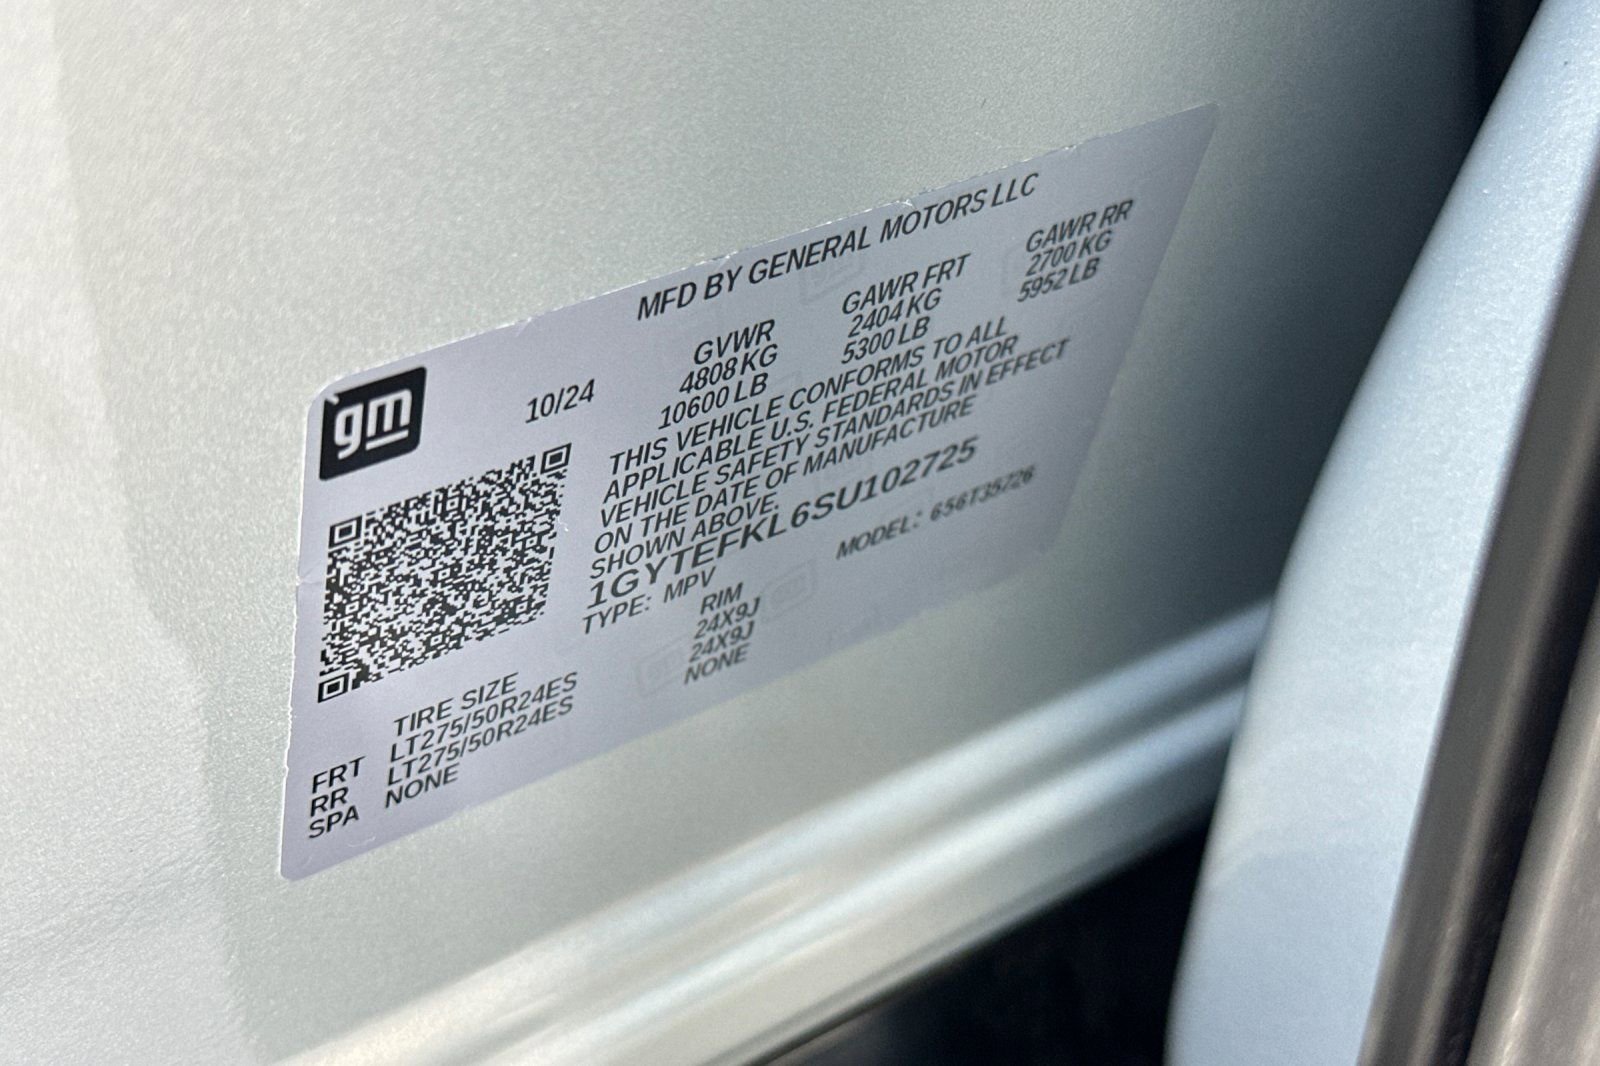 MFD BY GENERAL MOTORS LLC
gm
10/24
GVWR GAWR FRT GAWR RR
4808 KG 2404 KG 2700 KG
10600 LB 5300 LB 5952 LB
THIS VEHICLE CONFORMS TO ALL
APPLICABLE U.S. FEDERAL MOTOR
VEHICLE SAFETY STANDARDS IN EFFECT
ON THE DATE OF MANUFACTURE
SHOWN ABOVE.
1GYTEFKL6SU102725
TYPE: MPV MODEL: 656T35726
TIRE SIZE RIM
FRT LT275/50R24ES 24X9J
RR LT275/50R24ES 24X9J
SPA NONE NONE